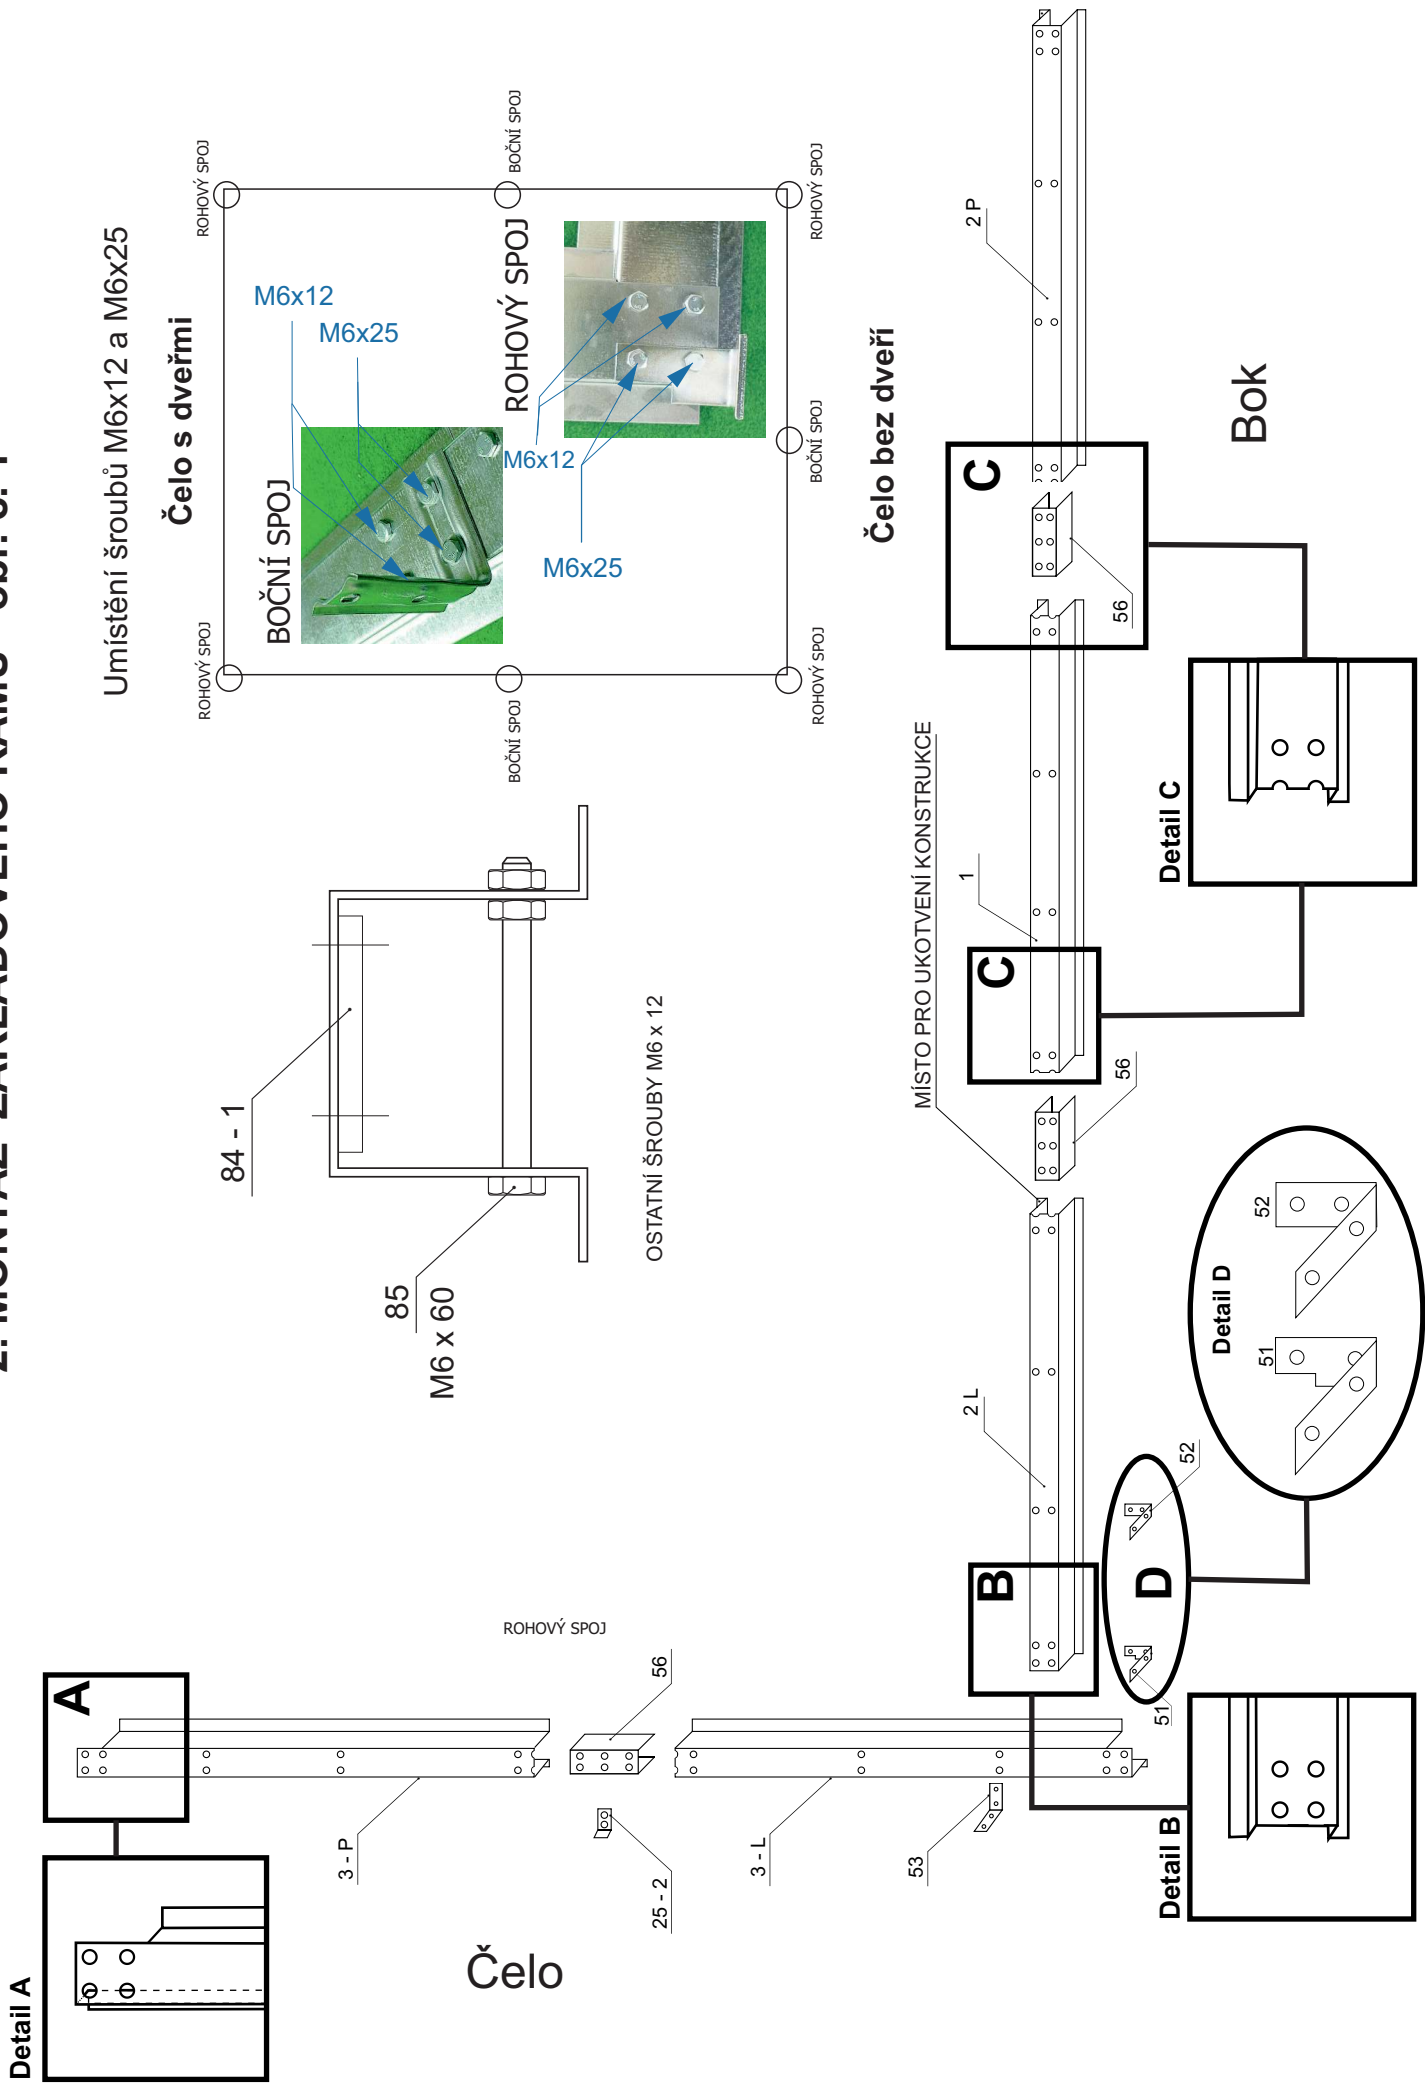 2. MONTÁŽ ZÁKLADOVÉHO RÁMU - obr. č. 1
Umístění šroubů M6x12 a M6x25
Čelo s dveřmi
ROHOVÝ SPOJ
ROHOVÝ SPOJ
BOČNÍ SPOJ
M6x12
M6x25
BOČNÍ SPOJ
BOČNÍ SPOJ
ROHOVÝ SPOJ
M6x12
M6x25
ROHOVÝ SPOJ
BOČNÍ SPOJ
ROHOVÝ SPOJ
Čelo bez dveří
84 - 1
85
M6 x 60
OSTATNÍ ŠROUBY M6 x 12
Detail A
A
3 - P
25 - 2
56
ROHOVÝ SPOJ
3 - L
53
Čelo
MÍSTO PRO UKOTVENÍ KONSTRUKCE
B
2 L
56
C
1
C
56
2 P
Bok
D
51
52
Detail B
Detail D
51
52
Detail C